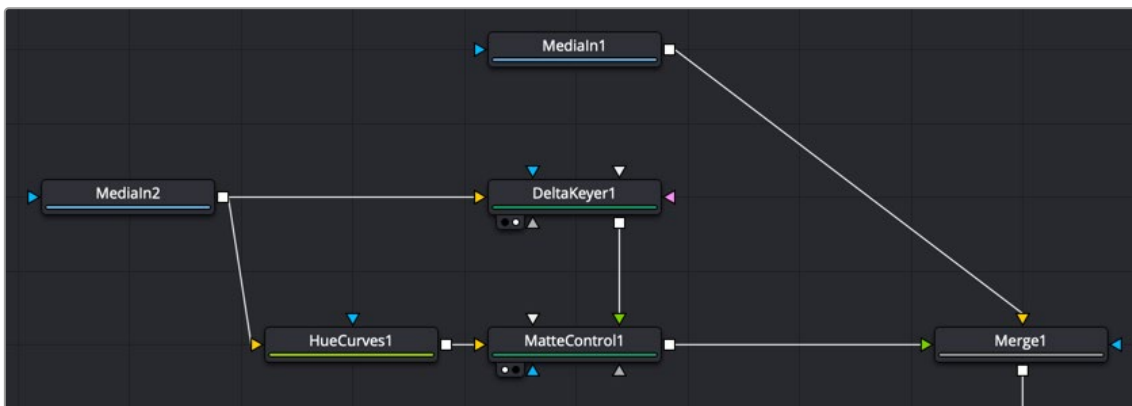 MediaIn1
MediaIn2
DeltaKeyer1
HueCurves1
MatteControl1
Merge1